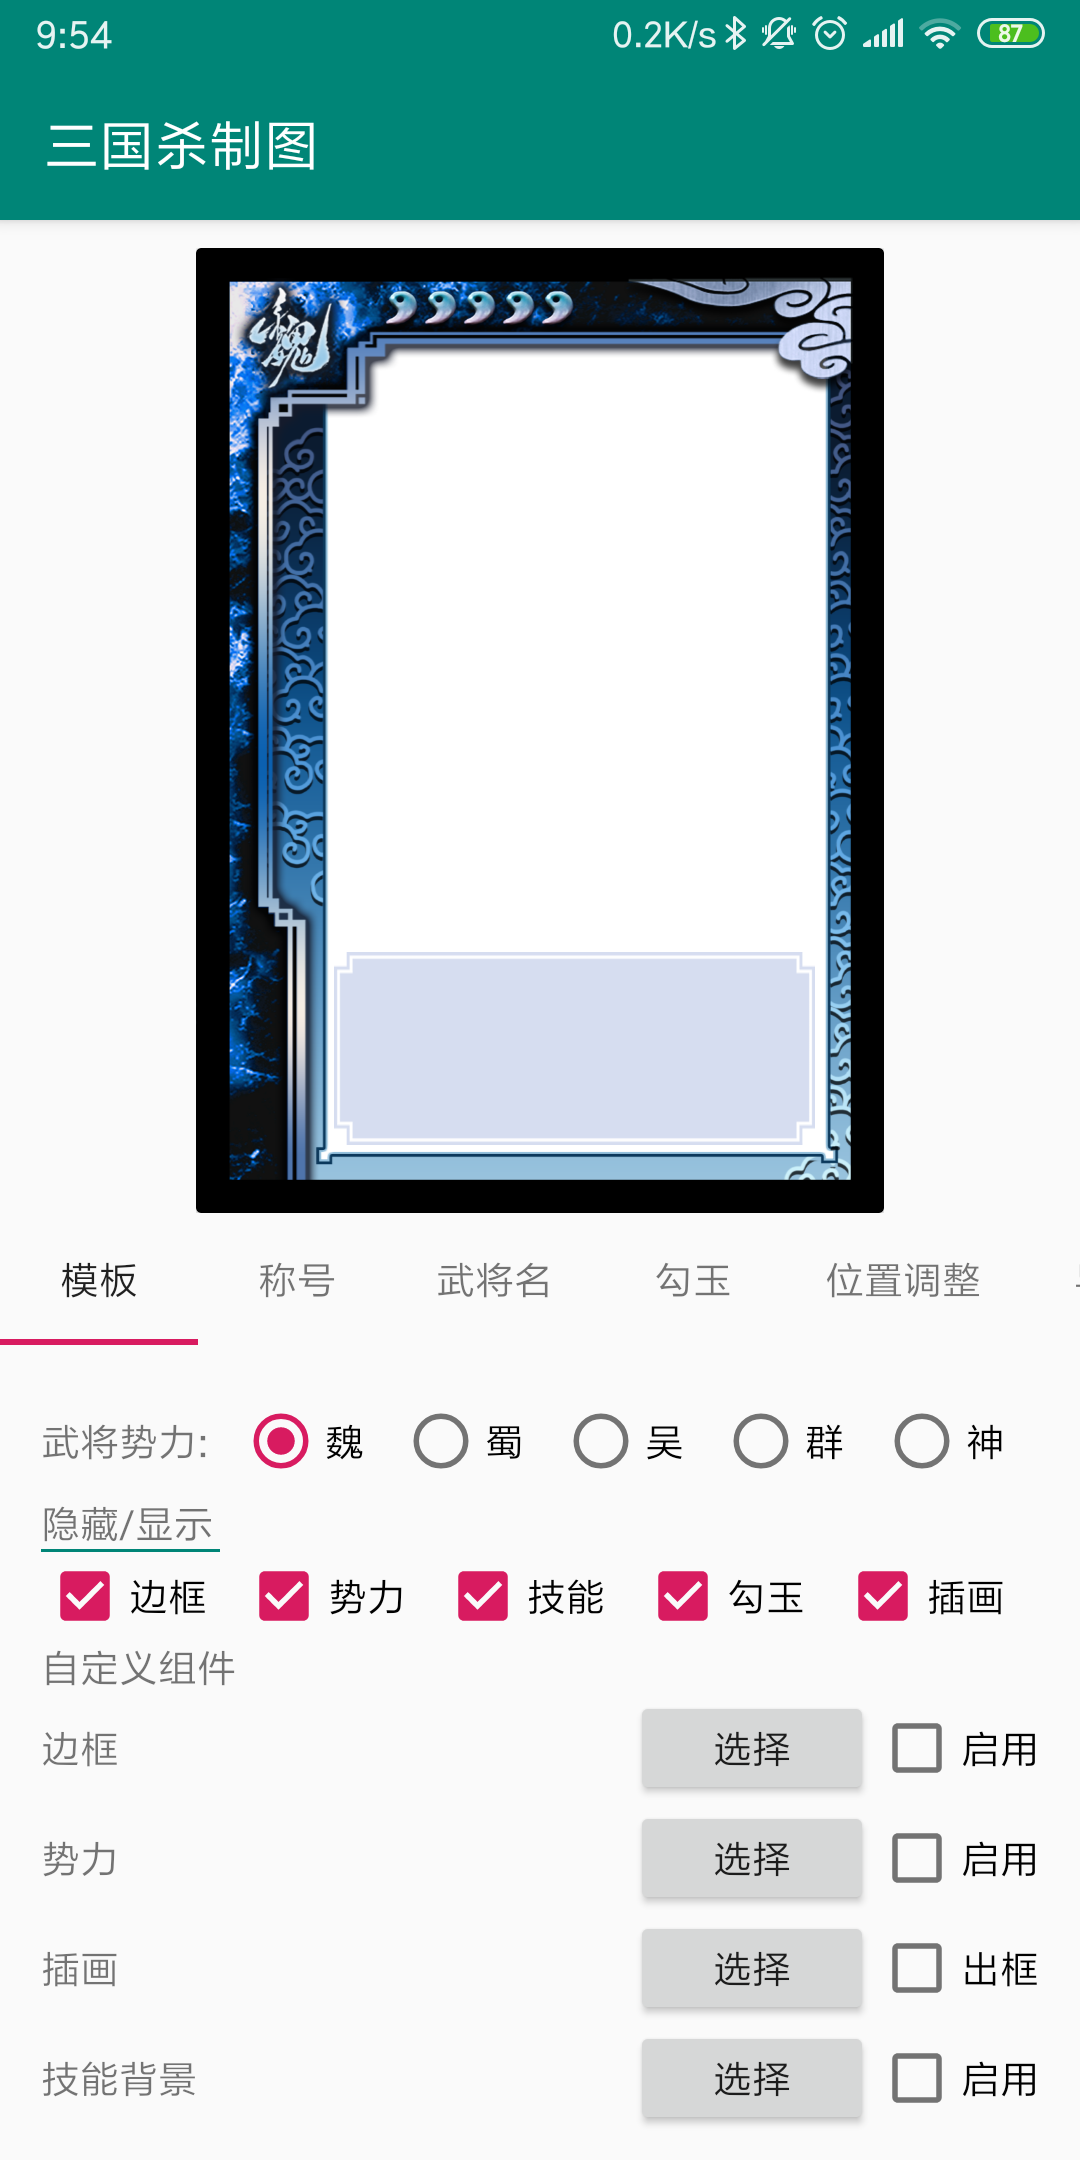 9:54 0.2K/s 87
三国杀制图
魏
模板 称号 武将名 勾玉 位置调整
武将势力: 魏 蜀 吴 群 神
隐藏/显示
边框 势力 技能 勾玉 插画
自定义组件
边框 选择 启用
势力 选择 启用
插画 选择 出框
技能背景 选择 启用